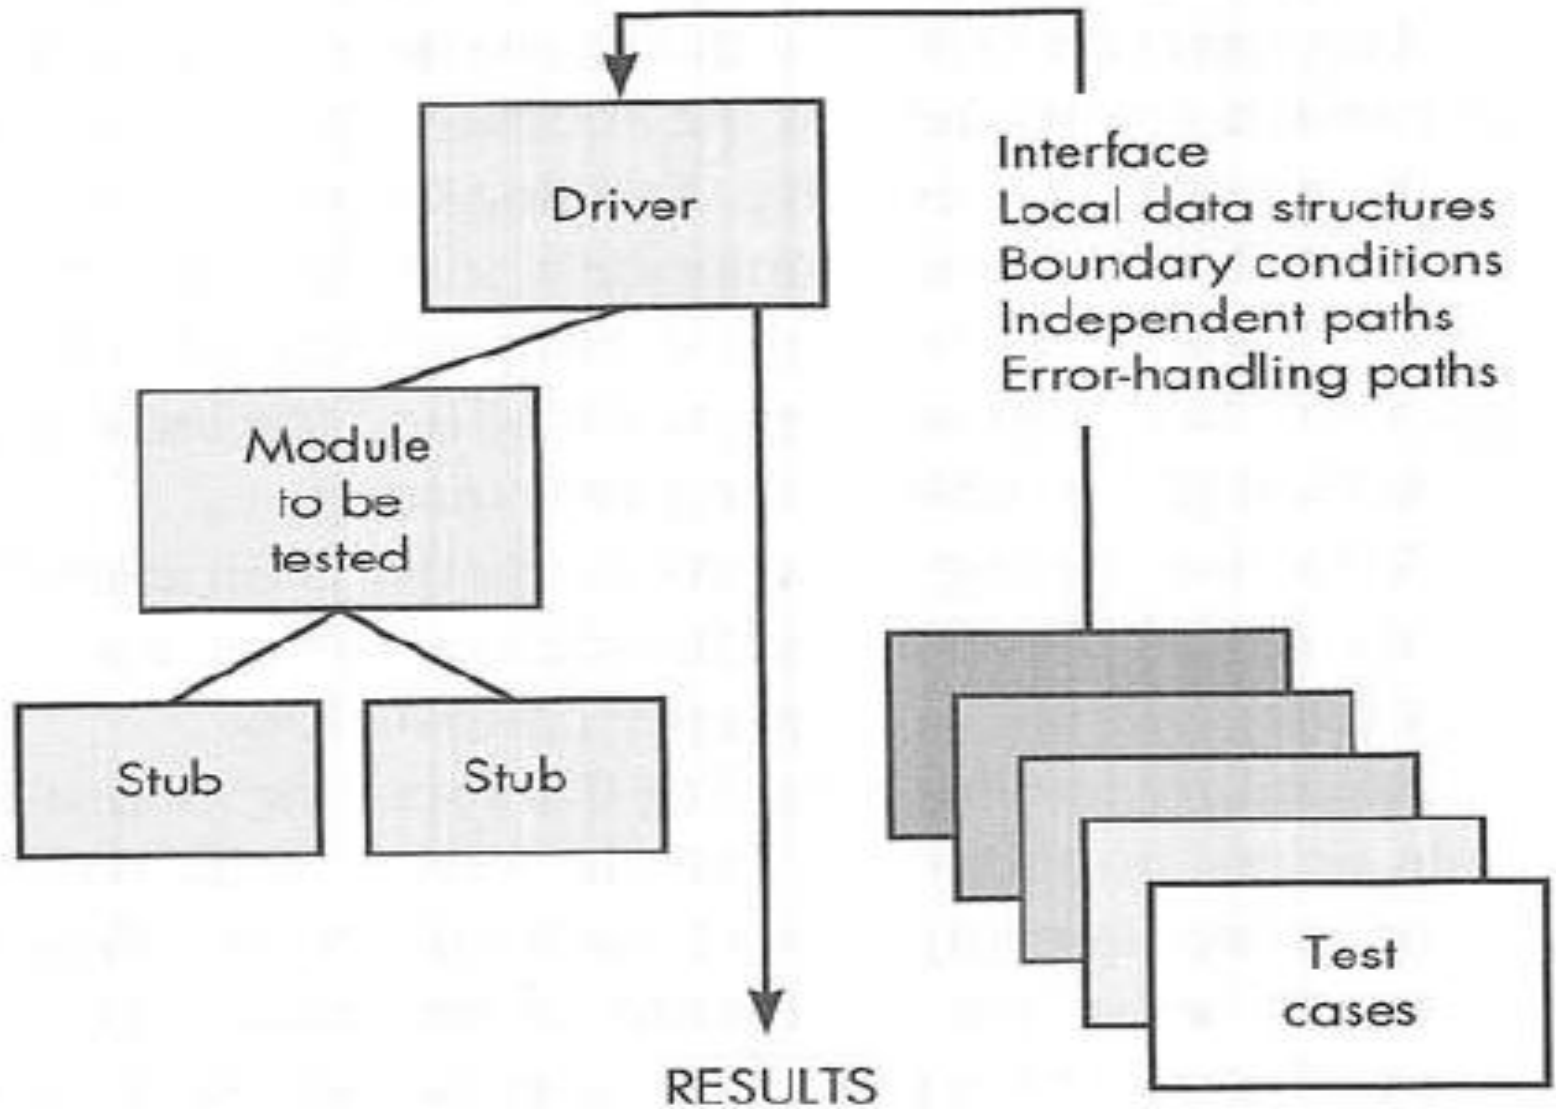 Driver
Interface
Local data structures
Boundary conditions
Independent paths
Error-handling paths
Module
to be
tested
Stub
Stub
Test
cases
RESULTS